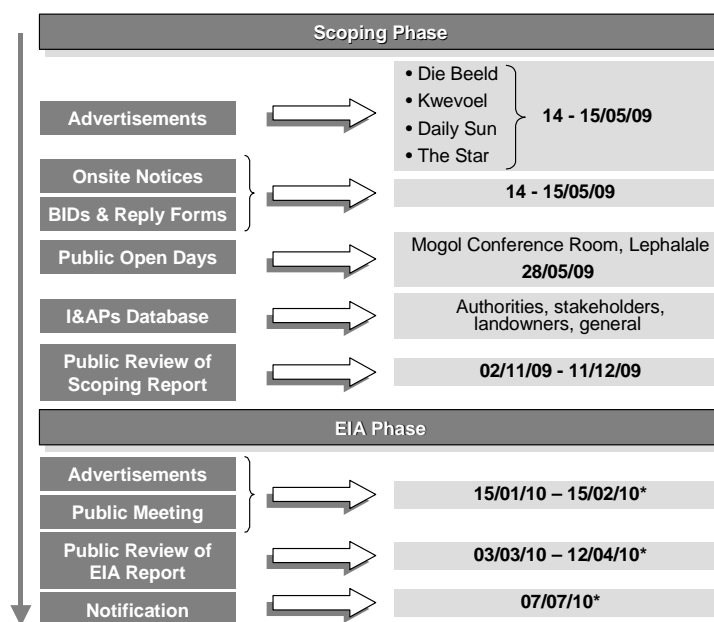 Scoping Phase
Advertisements
• Die Beeld
• Kwevoel
• Daily Sun
• The Star
14 - 15/05/09
Onsite Notices
BIDs & Reply Forms
14 - 15/05/09
Public Open Days
Mogol Conference Room, Lephalale
28/05/09
I&APs Database
Authorities, stakeholders,
landowners, general
Public Review of
Scoping Report
02/11/09 - 11/12/09
EIA Phase
Advertisements
Public Meeting
15/01/10 – 15/02/10*
Public Review of
EIA Report
03/03/10 – 12/04/10*
Notification
07/07/10*